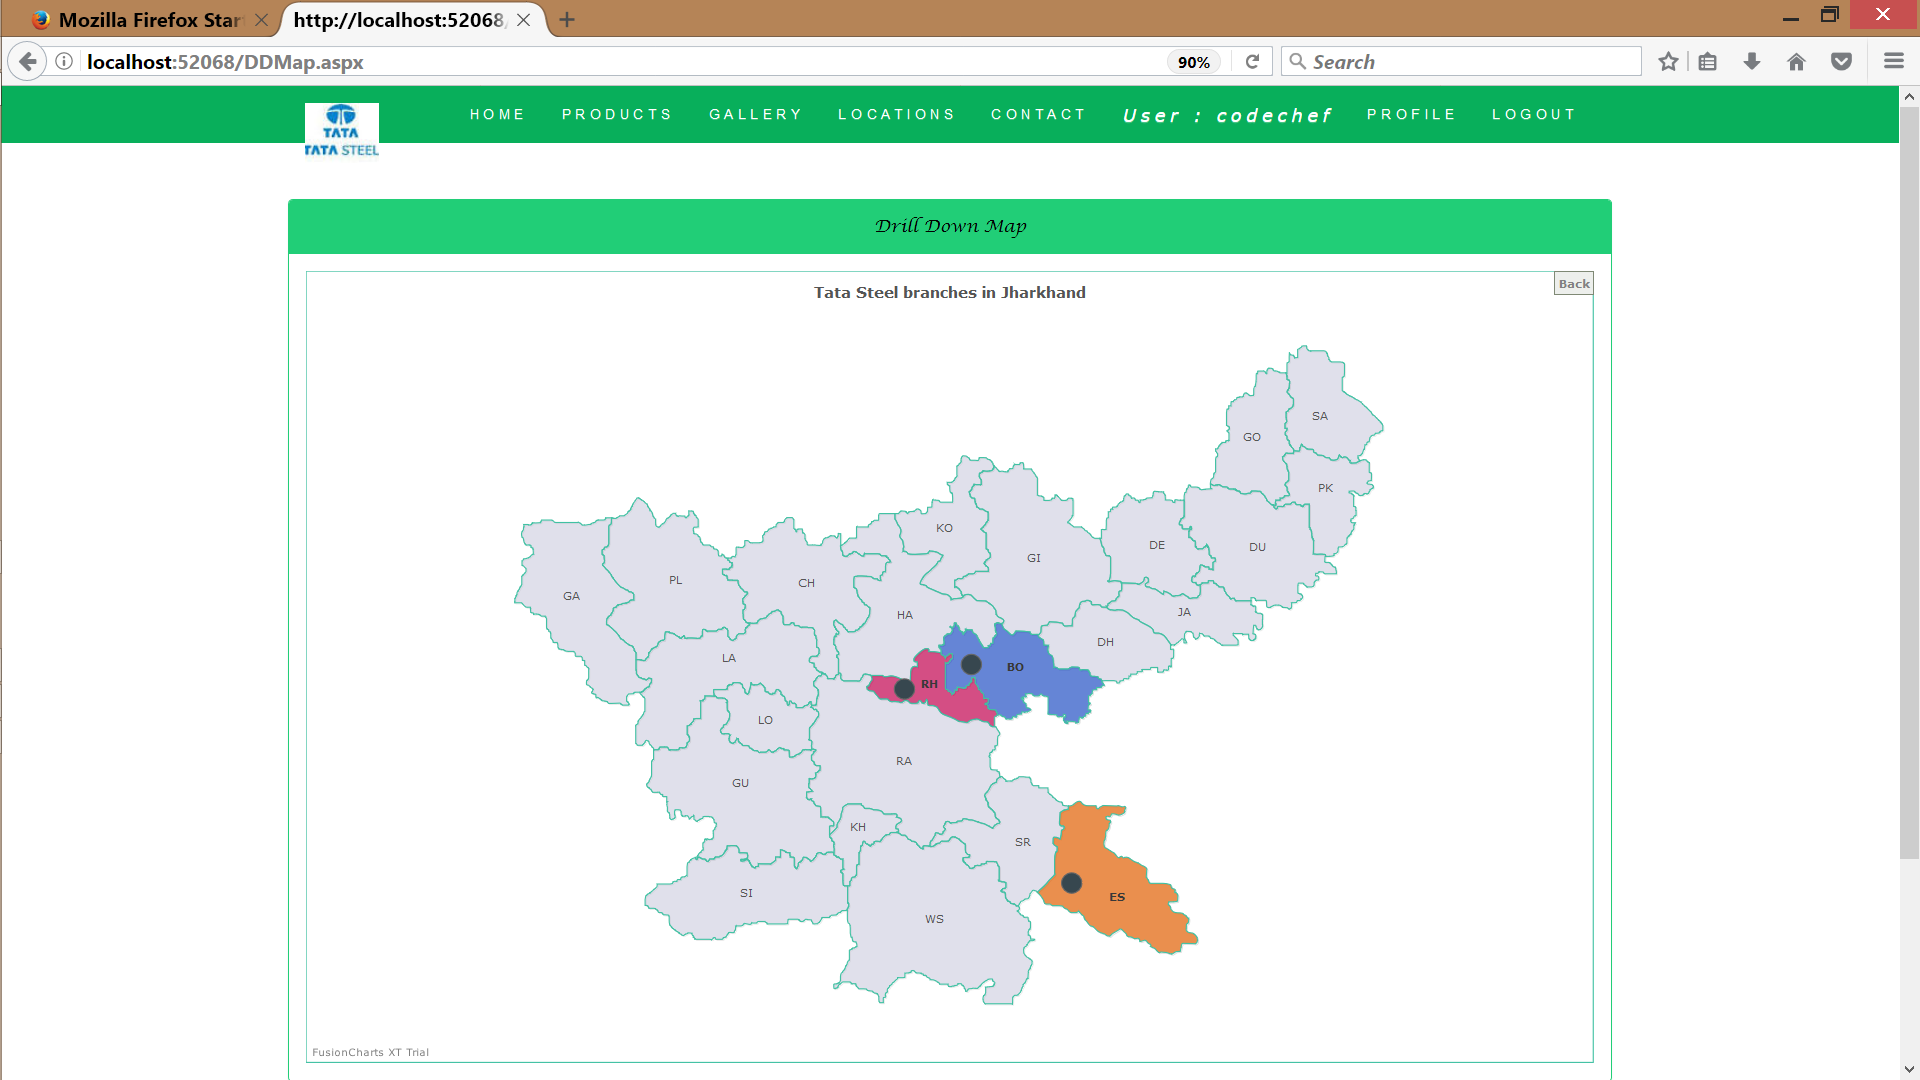 Mozilla Firefox Star
http://localhost:52068/
localhost:52068/DDMap.aspx
90%
Search
TATA
TATA STEEL
HOME
PRODUCTS
GALLERY
LOCATIONS
CONTACT
User : codechef
PROFILE
LOGOUT
Drill Down Map
Back
Tata Steel branches in Jharkhand
SA
GO
PK
KO
DE
DU
GI
PL
CH
GA
JA
HA
DH
LA
BO
RH
LO
RA
GU
KH
SR
SI
ES
WS
FusionCharts XT Trial